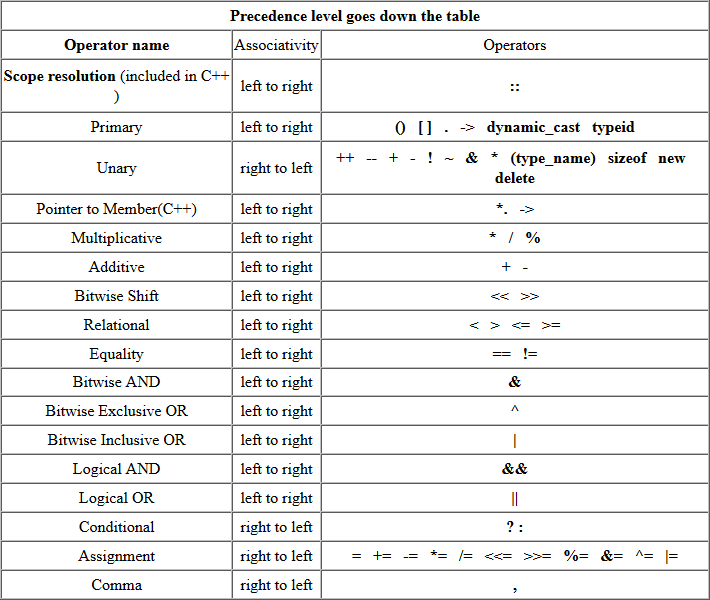 Precedence level goes down the table
Operator name Associativity Operators
Scope resolution (included in C++
) left to right ::
Primary left to right () [ ] . -> dynamic_cast typeid
Unary right to left ++ -- + - ! ~ & * (type_name) sizeof new
delete
Pointer to Member(C++) left to right *. ->
Multiplicative left to right * / %
Additive left to right + -
Bitwise Shift left to right << >>
Relational left to right < > <= >=
Equality left to right == !=
Bitwise AND left to right &
Bitwise Exclusive OR left to right ^
Bitwise Inclusive OR left to right |
Logical AND left to right &&
Logical OR left to right ||
Conditional right to left ? :
Assignment right to left = += -= *= /= <<= >>= %= &= ^= |=
Comma right to left ,